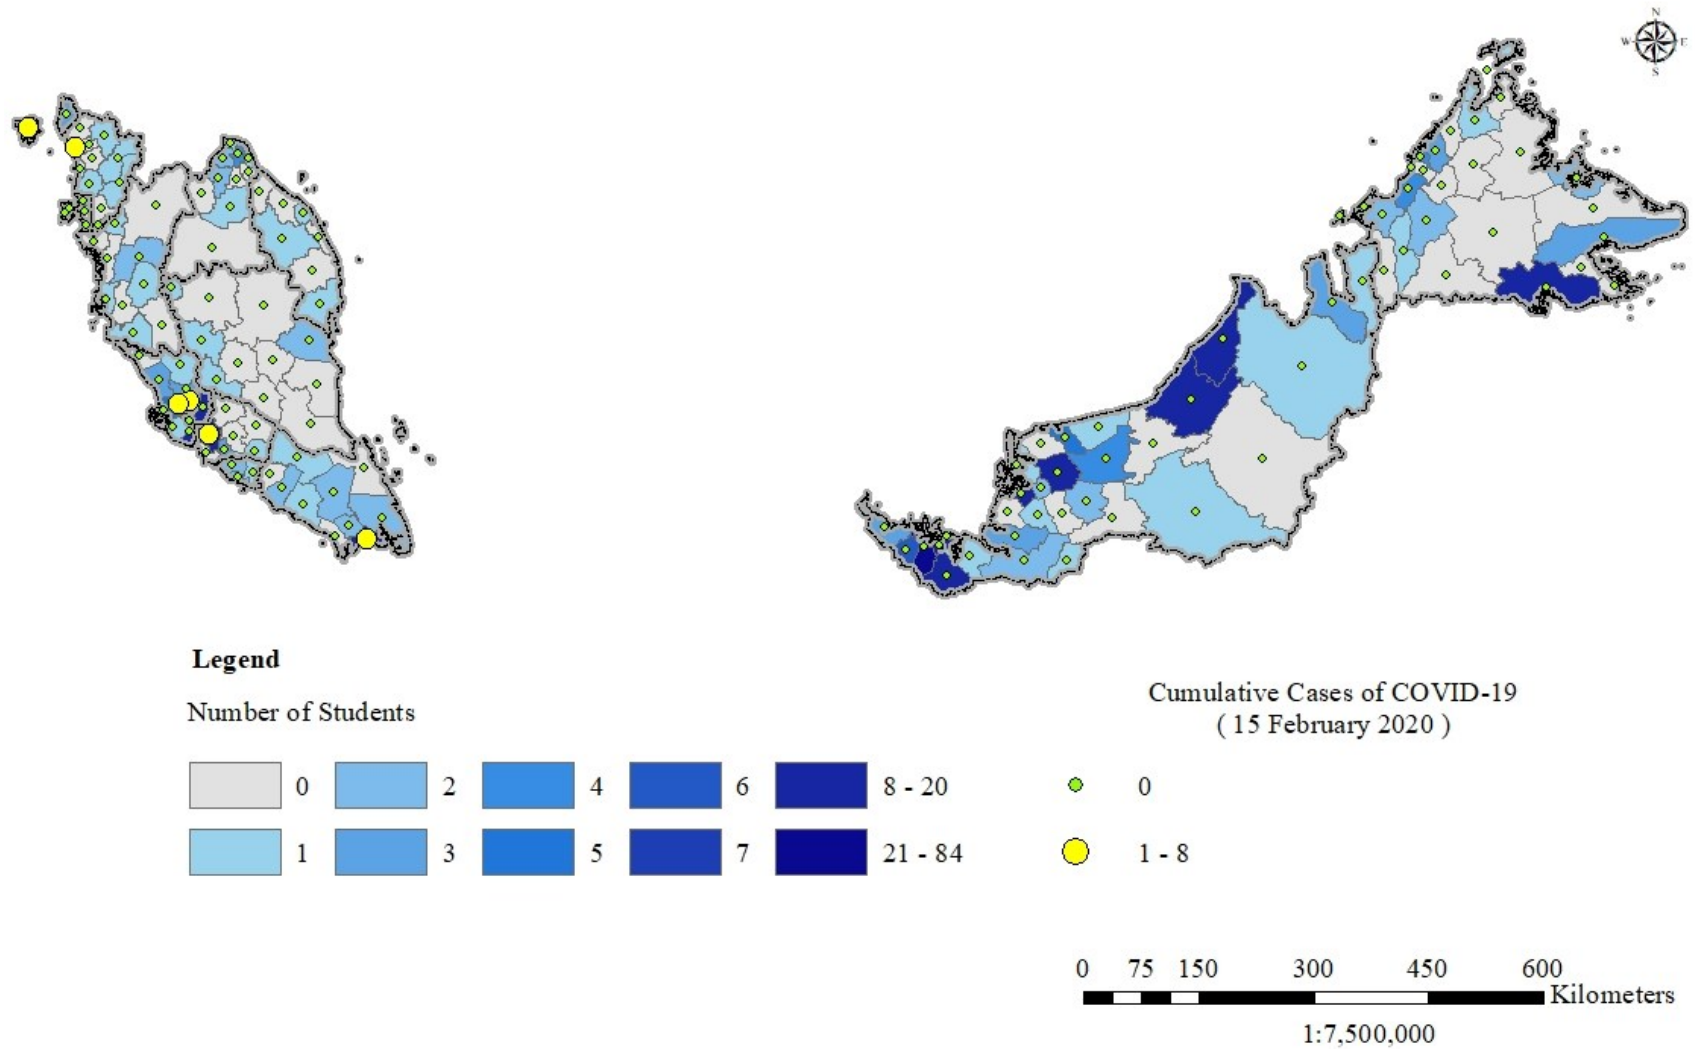 N
W E
S
Legend
Number of Students
Cumulative Cases of COVID-19
( 15 February 2020 )
0 2 4 6 8 - 20
1 3 5 7 21 - 84
0
1 - 8
0 75 150 300 450 600
Kilometers
1:7,500,000